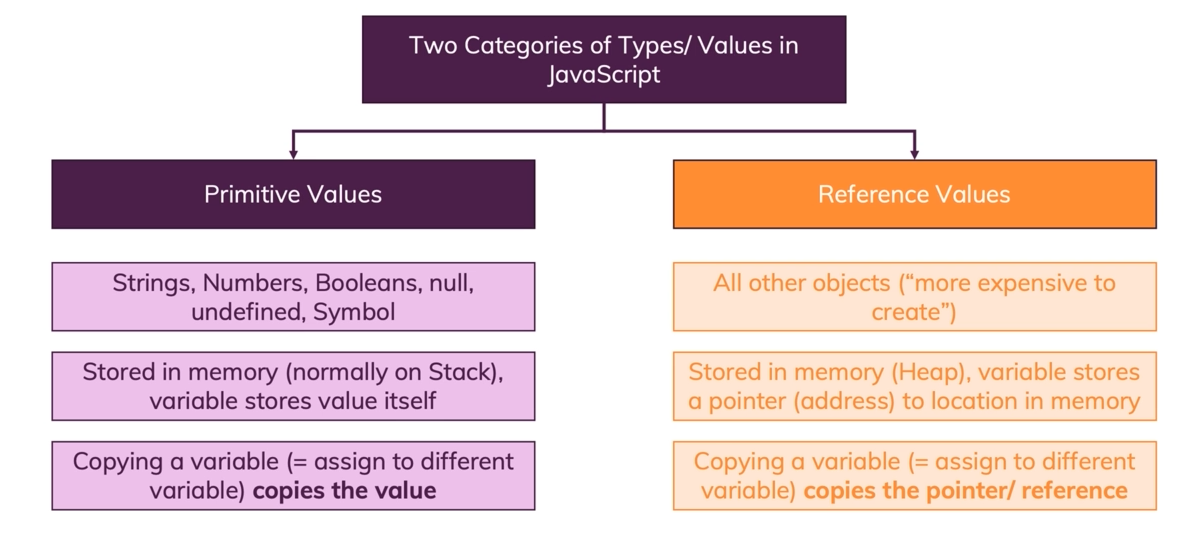 Two Categories of Types/ Values in
JavaScript
Primitive Values
Strings, Numbers, Booleans, null,
undefined, Symbol
Stored in memory (normally on Stack),
variable stores value itself
Copying a variable (= assign to different
variable) copies the value
Reference Values
All other objects (“more expensive to
create”)
Stored in memory (Heap), variable stores
a pointer (address) to location in memory
Copying a variable (= assign to different
variable) copies the pointer/ reference